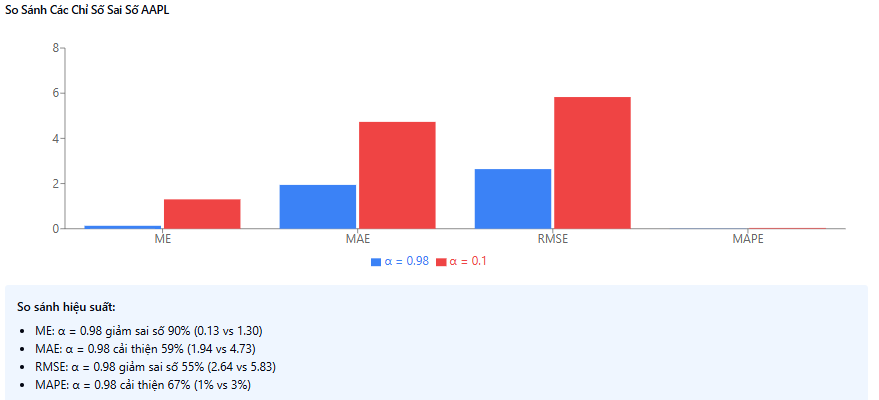 So Sánh Các Chỉ Số Sai Số AAPL
8
6
4
2
0
ME MAE RMSE MAPE
α = 0.98 α = 0.1
So sánh hiệu suất:
• ME: α = 0.98 giảm sai số 90% (0.13 vs 1.30)
• MAE: α = 0.98 cải thiện 59% (1.94 vs 4.73)
• RMSE: α = 0.98 giảm sai số 55% (2.64 vs 5.83)
• MAPE: α = 0.98 cải thiện 67% (1% vs 3%)